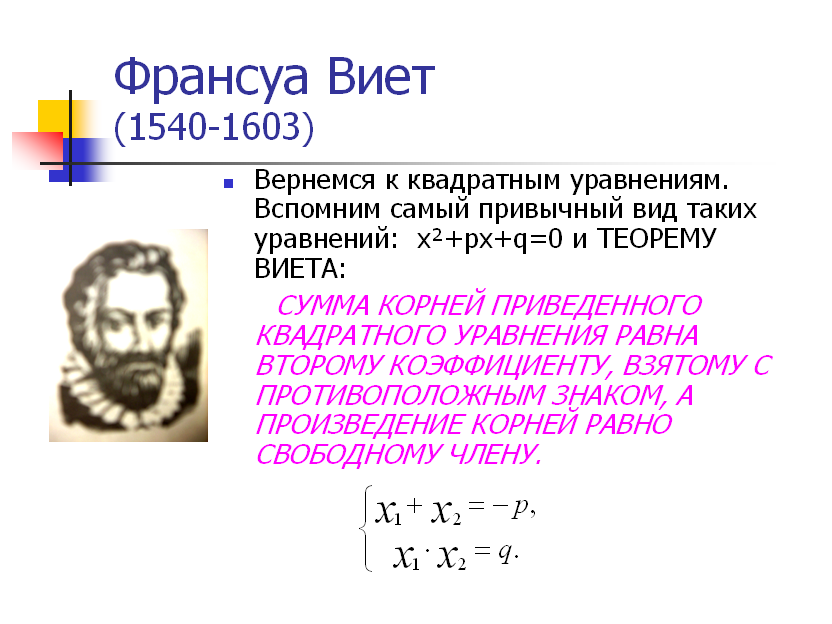 Франсуа Виет
(1540-1603)
Вернемся к квадратным уравнениям.
Вспомним самый привычный вид таких
уравнений: x²+px+q=0 и ТЕОРЕМУ
ВИЕТА:
СУММА КОРНЕЙ ПРИВЕДЕННОГО
КВАДРАТНОГО УРАВНЕНИЯ РАВНА
ВТОРОМУ КОЭФФИЦИЕНТУ, ВЗЯТОМУ С
ПРОТИВОПОЛОЖНЫМ ЗНАКОМ, А
ПРОИЗВЕДЕНИЕ КОРНЕЙ РАВНО
СВОБОДНОМУ ЧЛЕНУ.
x₁ + x₂ = − p,
x₁ · x₂ = q.